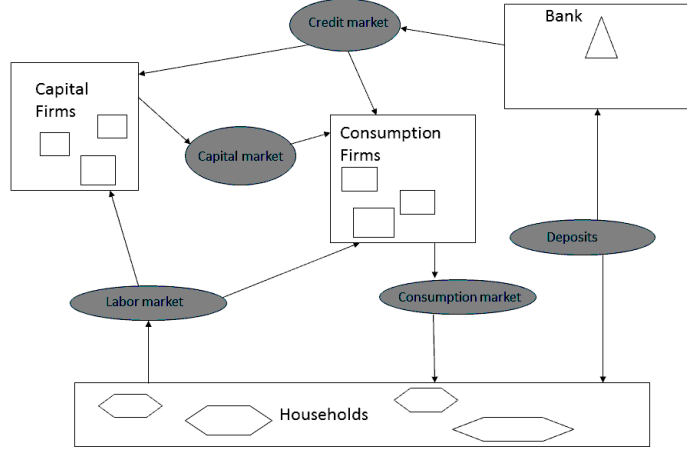 Credit market
Bank
Capital
Firms
Capital market
Consumption
Firms
Deposits
Labor market
Consumption market
Households